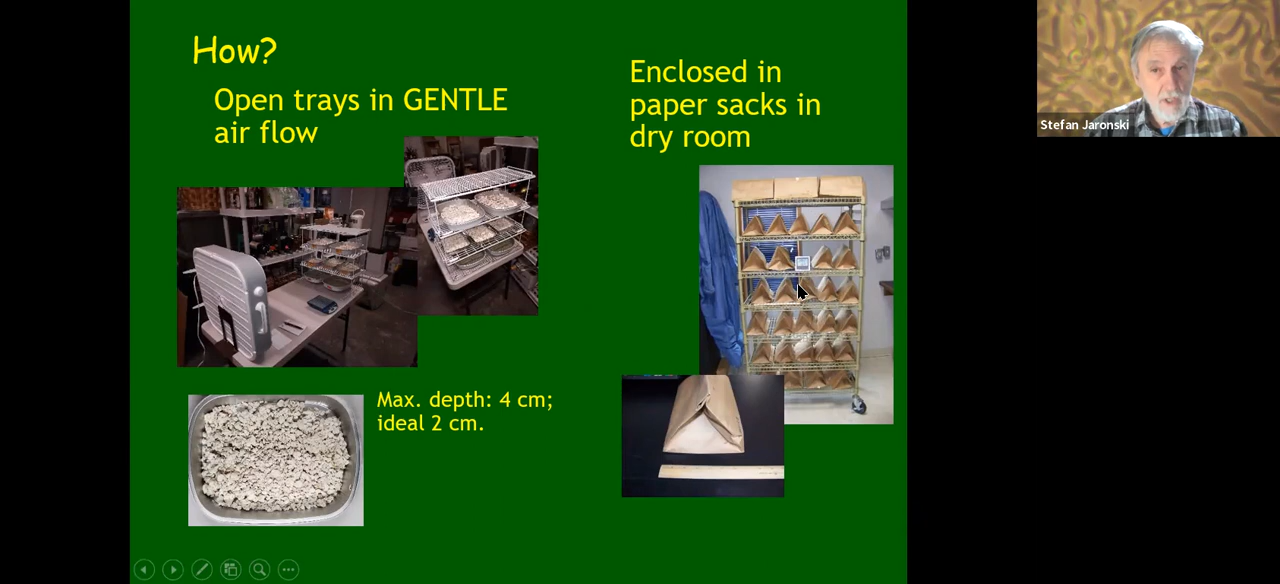 How?
Open trays in GENTLE
air flow
Enclosed in
paper sacks in
dry room
Max. depth: 4 cm;
ideal 2 cm.
Stefan Jaronski